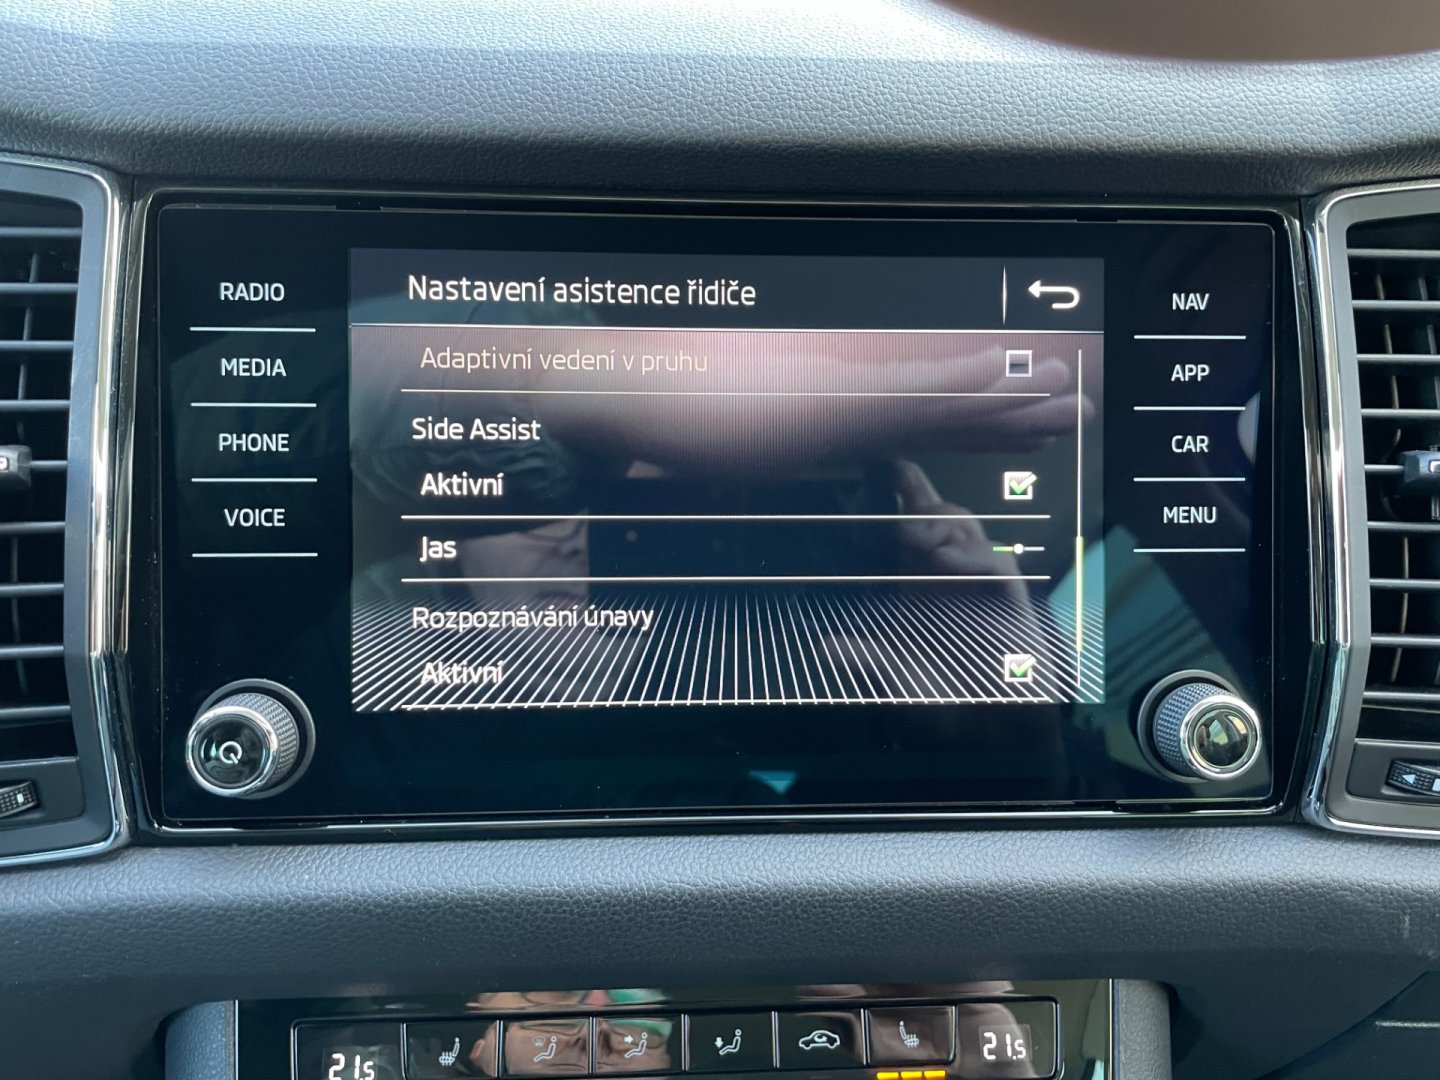 RADIO
MEDIA
PHONE
VOICE
Nastavení asistence řidiče
Adaptivní vedení v pruhu
Side Assist
Aktivní
Jas
Rozpoznávání únavy
Aktivní
NAV
APP
CAR
MENU
21.5
21.5